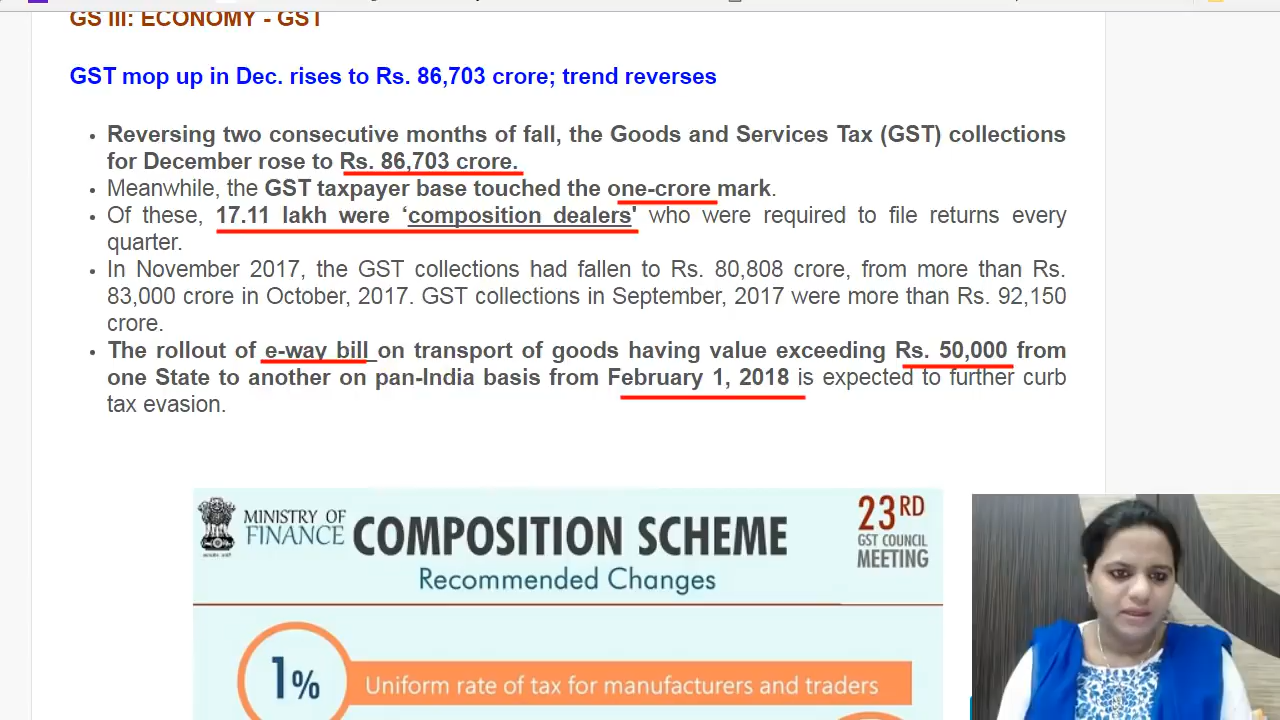 GS III: ECONOMY - GST
GST mop up in Dec. rises to Rs. 86,703 crore; trend reverses
Reversing two consecutive months of fall, the Goods and Services Tax (GST) collections
for December rose to Rs. 86,703 crore.
Meanwhile, the GST taxpayer base touched the one-crore mark.
Of these, 17.11 lakh were ‘composition dealers' who were required to file returns every
quarter.
In November 2017, the GST collections had fallen to Rs. 80,808 crore, from more than Rs.
83,000 crore in October, 2017. GST collections in September, 2017 were more than Rs. 92,150
crore.
The rollout of e-way bill on transport of goods having value exceeding Rs. 50,000 from
one State to another on pan-India basis from February 1, 2018 is expected to further curb
tax evasion.
MINISTRY OF
FINANCE
COMPOSITION SCHEME
Recommended Changes
23RD
GST COUNCIL
MEETING
1%
Uniform rate of tax for manufacturers and traders